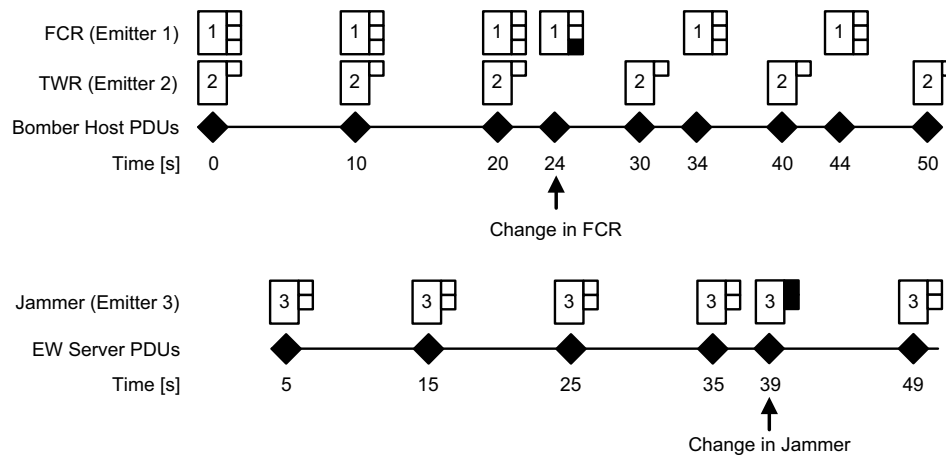 FCR (Emitter 1) 1 1 1 1 1 1
TWR (Emitter 2) 2 2 2 2 2 2
Bomber Host PDUs
Time [s] 0 10 20 24 30 34 40 44 50
Change in FCR
Jammer (Emitter 3) 3 3 3 3 3 3
EW Server PDUs
Time [s] 5 15 25 35 39 49
Change in Jammer